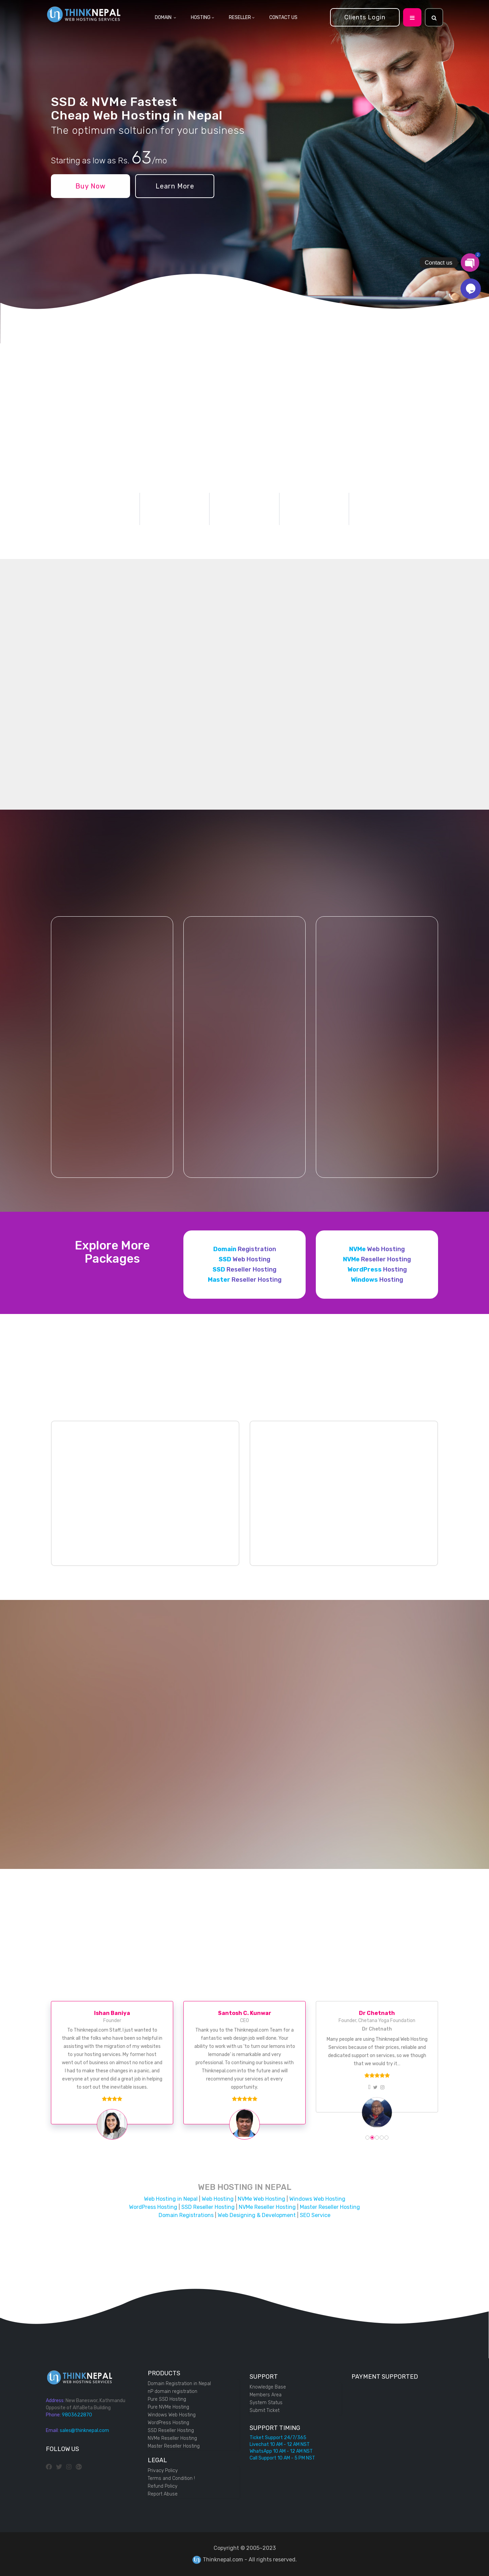 THINKNEPAL
WEB HOSTING SERVICES
DOMAIN
HOSTING
RESELLER
CONTACT US
Clients Login
SSD & NVMe Fastest
Cheap Web Hosting in Nepal
The optimum soltuion for your business
Starting as low as Rs. 63/mo
Buy Now
Learn More
Contact us
Explore More
Packages
Domain Registration
SSD Web Hosting
SSD Reseller Hosting
Master Reseller Hosting
NVMe Web Hosting
NVMe Reseller Hosting
WordPress Hosting
Windows Hosting
Ishan Baniya
Founder
To Thinknepal.com Staff, I just wanted to
thank all the folks who have been so helpful in
assisting with the migration of my websites
to your hosting services. My former host
went out of business on almost no notice and
I had to make these changes in a panic, and
everyone at your end did a great job in helping
to sort out the inevitable issues.
Santosh C. Kunwar
CEO
Thank you to the Thinknepal.com Team for a
fantastic web design job well done. Your
ability to work with us 'to turn our lemons into
lemonade' is remarkable and very
professional. To continuing our business with
Thinknepal.com into the future and will
recommend your services at every
opportunity.
Dr Chetnath
Founder, Chetana Yoga Foundation
Dr Chetnath
Many people are using Thinknepal Web Hosting
Services because of their prices, reliable and
dedicated support on services, so we though
that we would try it .
WEB HOSTING IN NEPAL
Web Hosting in Nepal | Web Hosting | NVMe Web Hosting | Windows Web Hosting
WordPress Hosting | SSD Reseller Hosting | NVMe Reseller Hosting | Master Reseller Hosting
Domain Registrations | Web Designing & Development | SEO Service
THINKNEPAL
WEB HOSTING SERVICES
Address: New Baneswor, Kathmandu
Opposite of AlfaBeta Building
Phone: 9803622870
Email: sales@thinknepal.com
FOLLOW US
PRODUCTS
Domain Registration in Nepal
nP domain registration
Pure SSD Hosting
Pure NVMe Hosting
Windows Web Hosting
WordPress Hosting
SSD Reseller Hosting
NVMe Reseller Hosting
Master Reseller Hosting
LEGAL
Privacy Policy
Terms and Condition !
Refund Policy
Report Abuse
SUPPORT
Knowledge Base
Members Area
System Status
Submit Ticket
SUPPORT TIMING
Ticket Support 24/7/365
Livechat 10 AM - 12 AM NST
WhatsApp 10 AM - 12 AM NST
Call Support 10 AM - 5 PM NST
PAYMENT SUPPORTED
Copyright © 2005-2023
Thinknepal.com - All rights reserved.